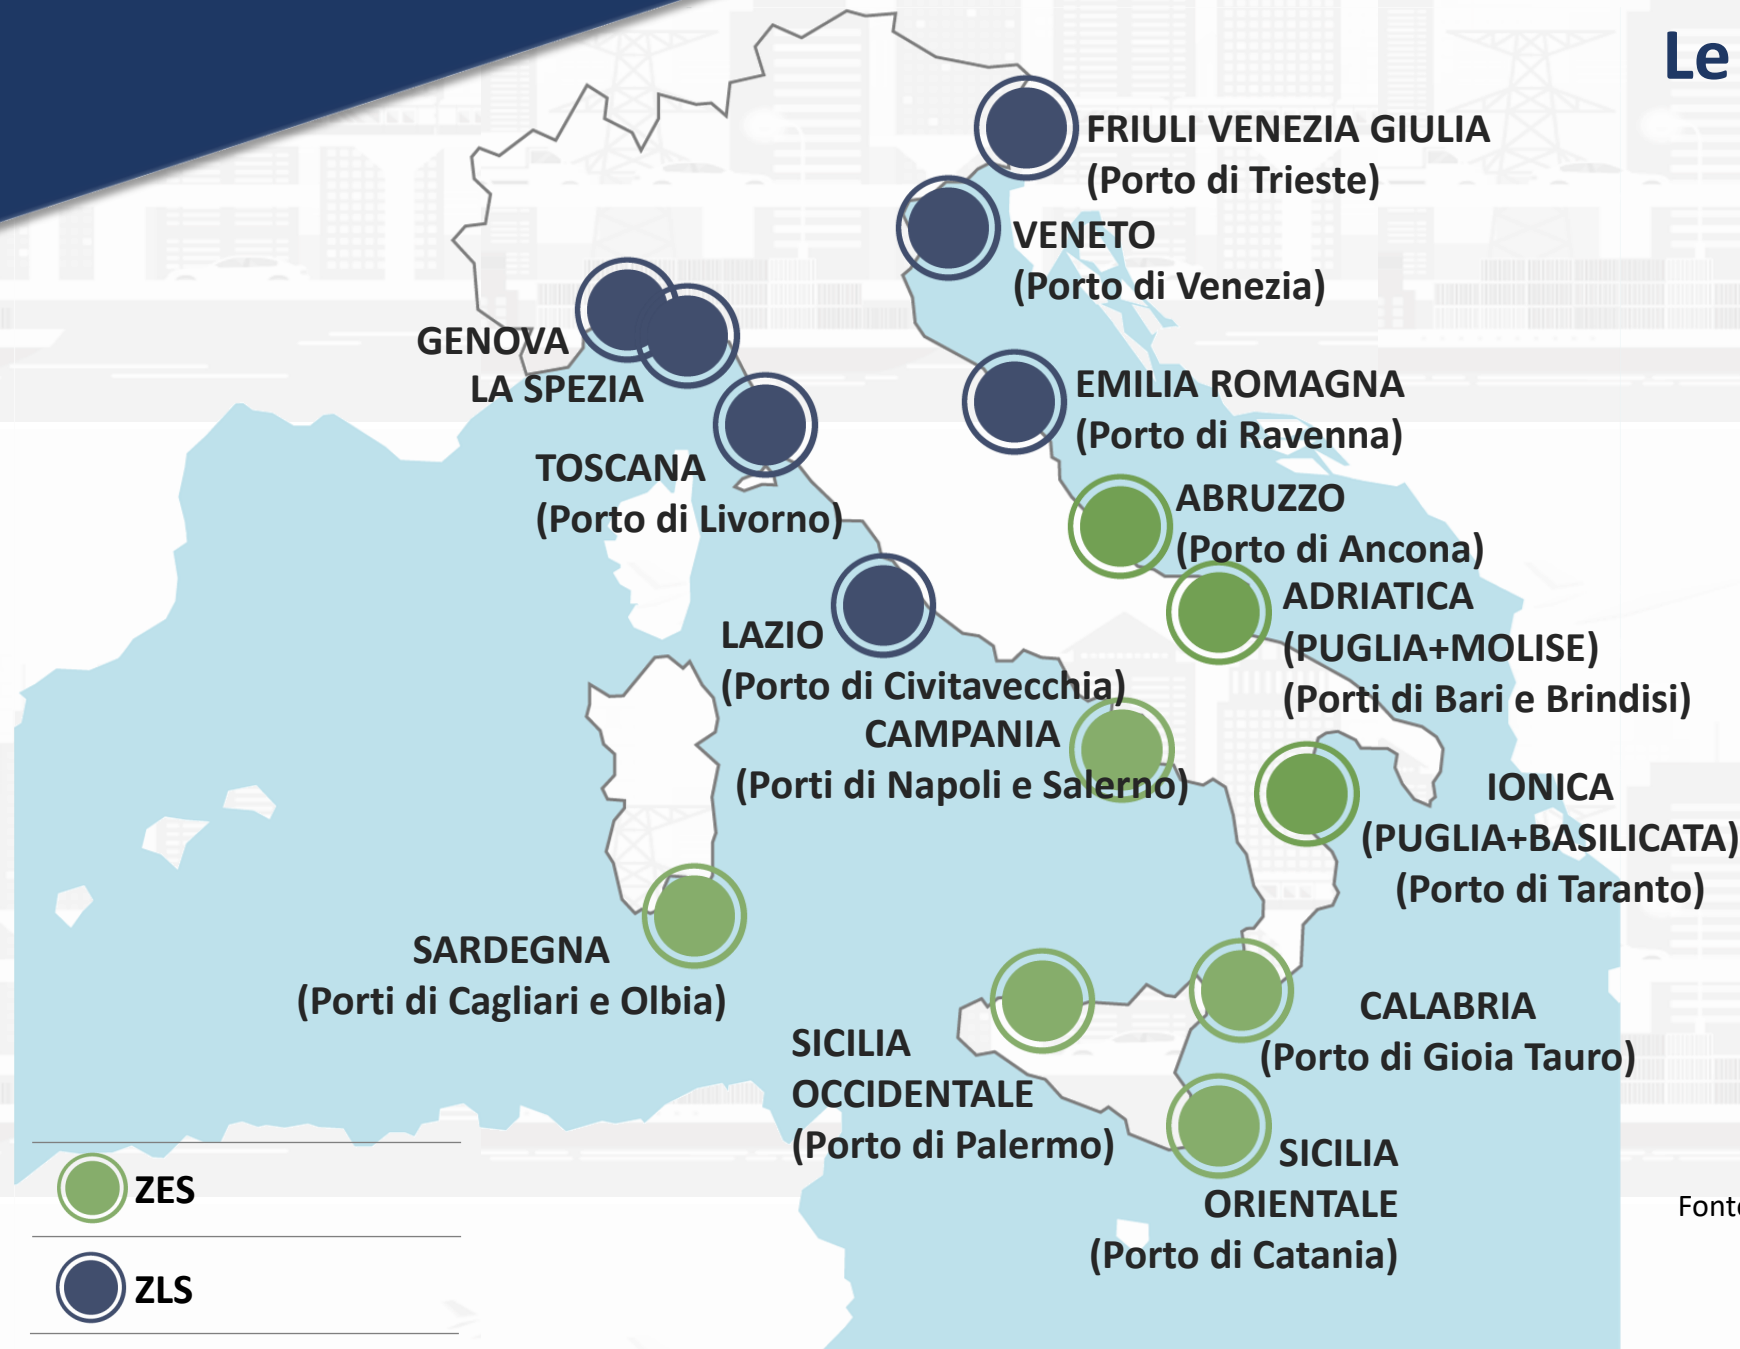 Le
FRIULI VENEZIA GIULIA
(Porto di Trieste)
VENETO
(Porto di Venezia)
GENOVA
LA SPEZIA
EMILIA ROMAGNA
(Porto di Ravenna)
TOSCANA
(Porto di Livorno)
ABRUZZO
(Porto di Ancona)
ADRIATICA
(PUGLIA+MOLISE)
(Porti di Bari e Brindisi)
LAZIO
(Porto di Civitavecchia)
CAMPANIA
(Porti di Napoli e Salerno)
IONICA
(PUGLIA+BASILICATA)
(Porto di Taranto)
SARDEGNA
(Porti di Cagliari e Olbia)
CALABRIA
(Porto di Gioia Tauro)
SICILIA
OCCIDENTALE
(Porto di Palermo)
SICILIA
ORIENTALE
(Porto di Catania)
ZES
ZLS